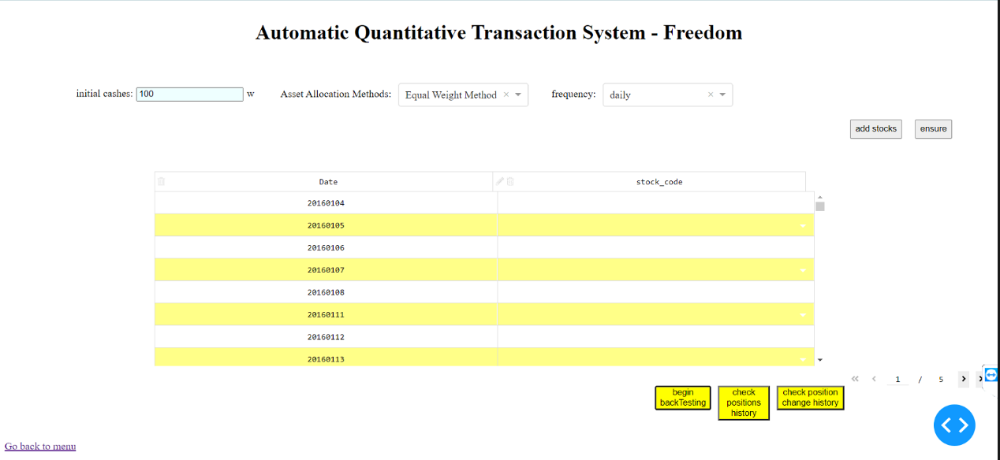 Automatic Quantitative Transaction System - Freedom
initial cashes: 100 w Asset Allocation Methods: Equal Weight Method × frequency: daily ×
add stocks ensure
Date stock_code
20160104
20160105
20160106
20160107
20160108
20160111
20160112
20160113
1 / 5
begin
backTesting
check
positions
history
check position
change history
Go back to menu